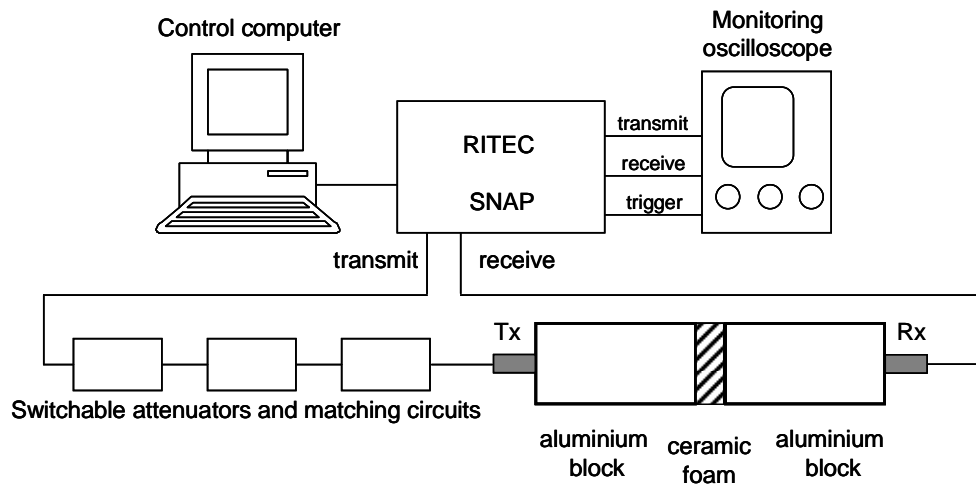 Control computer
Monitoring
oscilloscope
RITEC
SNAP
transmit
receive
trigger
transmit
receive
Tx
Rx
Switchable attenuators and matching circuits
aluminium
block
ceramic
foam
aluminium
block